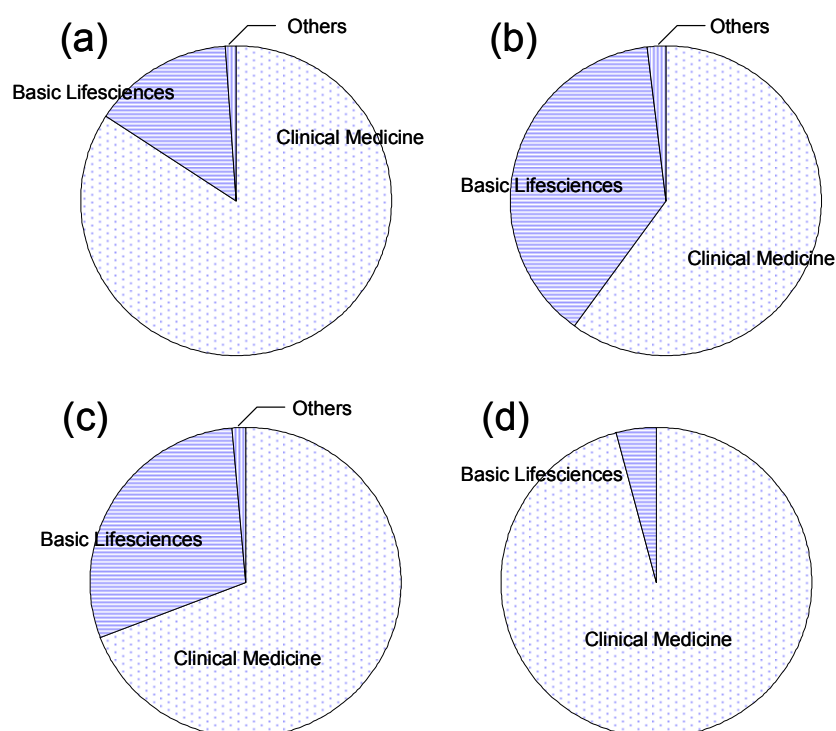 (a)
Others
Basic Lifesciences
Clinical Medicine
(b)
Others
Basic Lifesciences
Clinical Medicine
(c)
Others
Basic Lifesciences
Clinical Medicine
(d)
Basic Lifesciences
Clinical Medicine